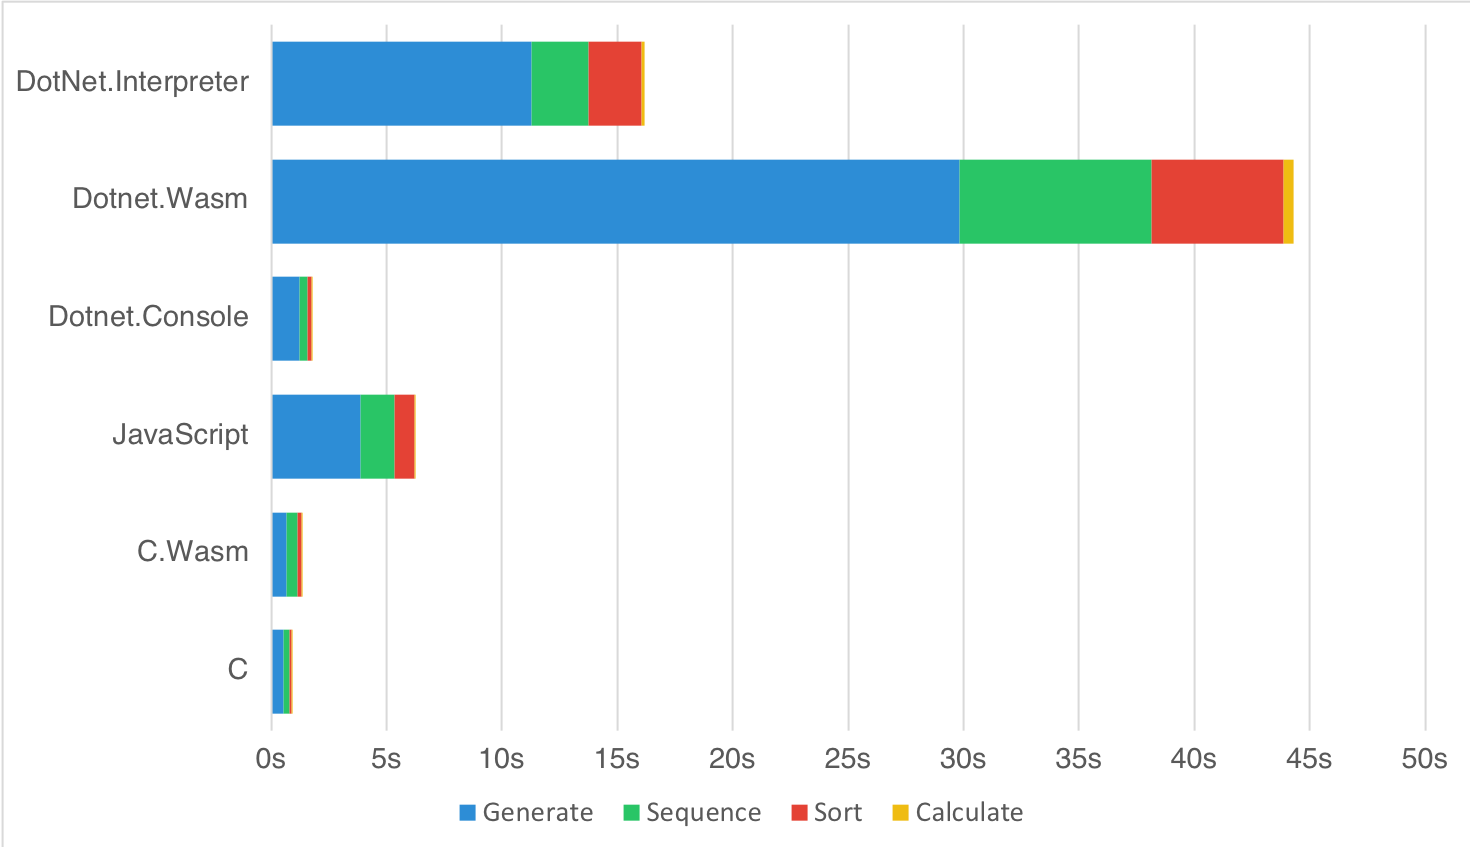 DotNet.Interpreter
Dotnet.Wasm
Dotnet.Console
JavaScript
C.Wasm
C
0s 5s 10s 15s 20s 25s 30s 35s 40s 45s 50s
Generate Sequence Sort Calculate